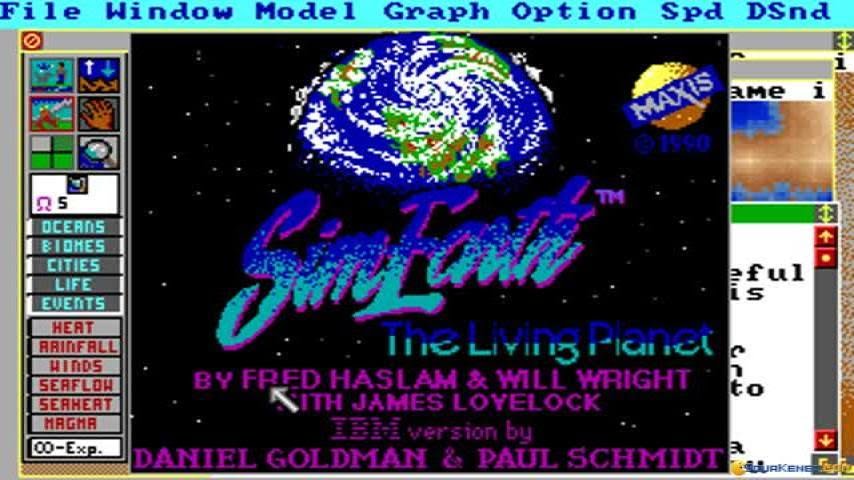 File Window Model Graph Option Spd DSnd
MAXIS
© 1990
ame i
Ω 5
OCEANS
BIOMES
CITIES
LIFE
EVENTS
HEAT
RAINFALL
WINDS
SEAFLOW
SEAHEAT
MAGMA
∞-Exp.
SimEarth™
The Living Planet
BY FRED HASLAM & WILL WRIGHT
WITH JAMES LOVELOCK
IBM version by
DANIEL GOLDMAN & PAUL SCHMIDT
eful
is
to
a